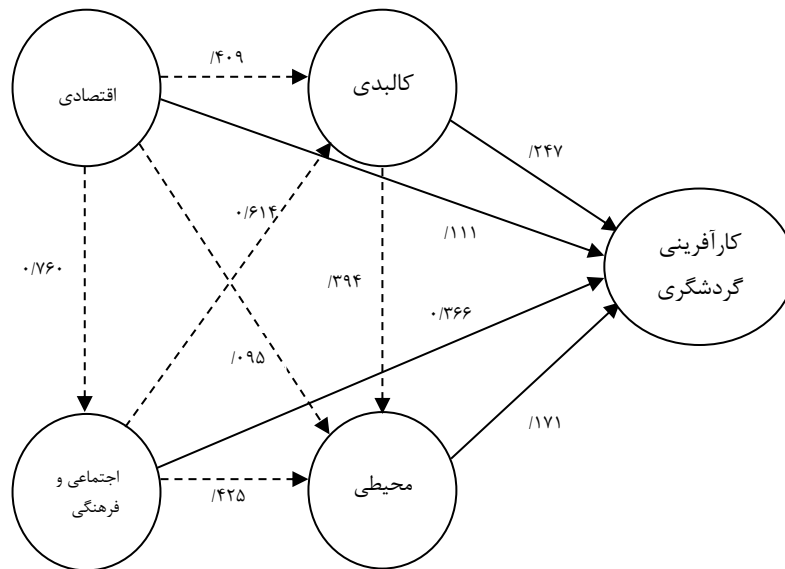 /۴۰۹
اقتصادی
کالبدی
/۲۴۷
۰/۶۱۴
/۱۱۱
کارآفرینی
گردشگری
۰/۷۶۰
/۳۹۴
۰/۳۶۶
/۰۹۵
/۱۷۱
اجتماعی و
فرهنگی
محیطی
/۴۲۵